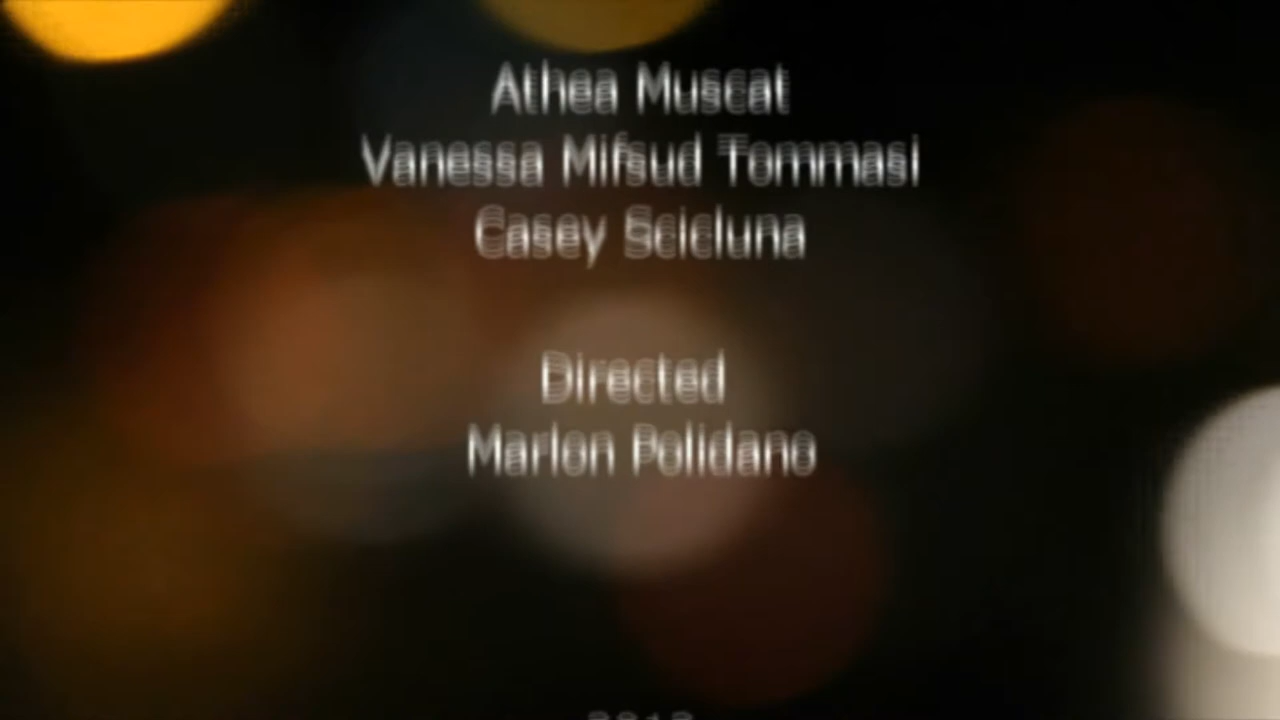 Athea Muscat
Vanessa Mifsud Tommasi
Casey Scicluna
Directed
Marlon Polidano